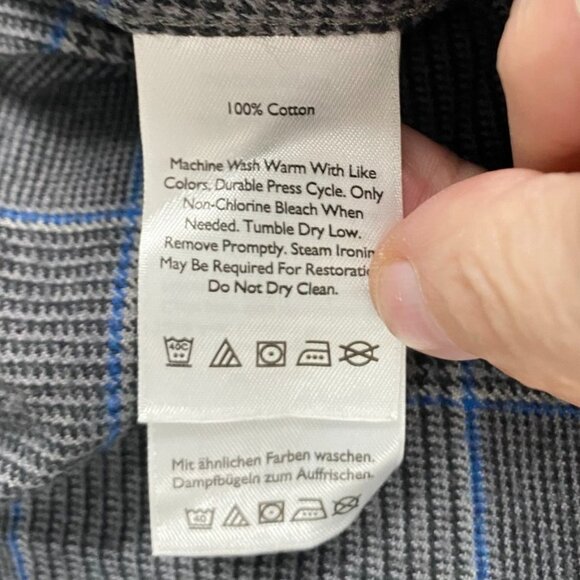 100% Cotton
Machine Wash Warm With Like
Colors. Durable Press Cycle. Only
Non-Chlorine Bleach When
Needed. Tumble Dry Low.
Remove Promptly. Steam
May Be Required For
Do Not Dry Clean.
40C
Mit ähnlichen Farben waschen.
Dampfbügeln zum Auffrischen.
40